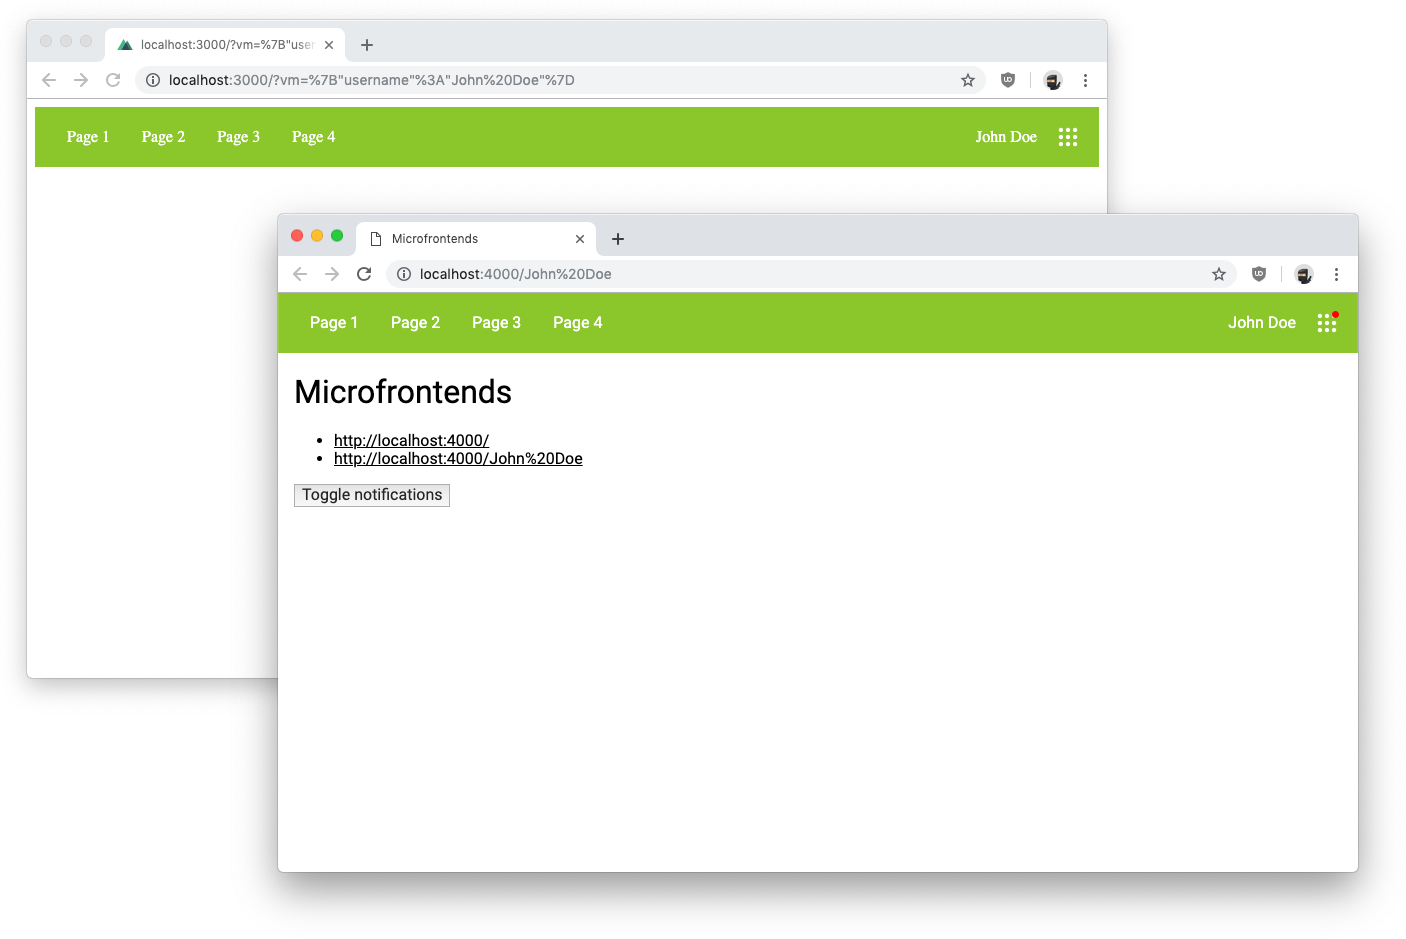 localhost:3000/?vm=%7B"user
localhost:3000/?vm=%7B"username"%3A"John%20Doe"%7D
Page 1 Page 2 Page 3 Page 4 John Doe
Microfrontends
localhost:4000/John%20Doe
Page 1 Page 2 Page 3 Page 4 John Doe
Microfrontends
http://localhost:4000/
http://localhost:4000/John%20Doe
Toggle notifications